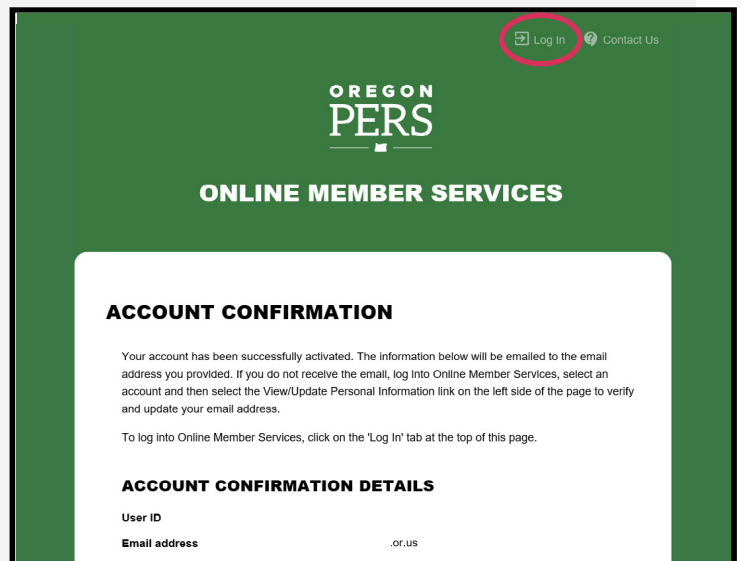 Log In Contact Us
OREGON
PERS
ONLINE MEMBER SERVICES
ACCOUNT CONFIRMATION
Your account has been successfully activated. The information below will be emailed to the email
address you provided. If you do not receive the email, log into Online Member Services, select an
account and then select the View/Update Personal Information link on the left side of the page to verify
and update your email address.
To log into Online Member Services, click on the 'Log In' tab at the top of this page.
ACCOUNT CONFIRMATION DETAILS
User ID
Email address .or.us